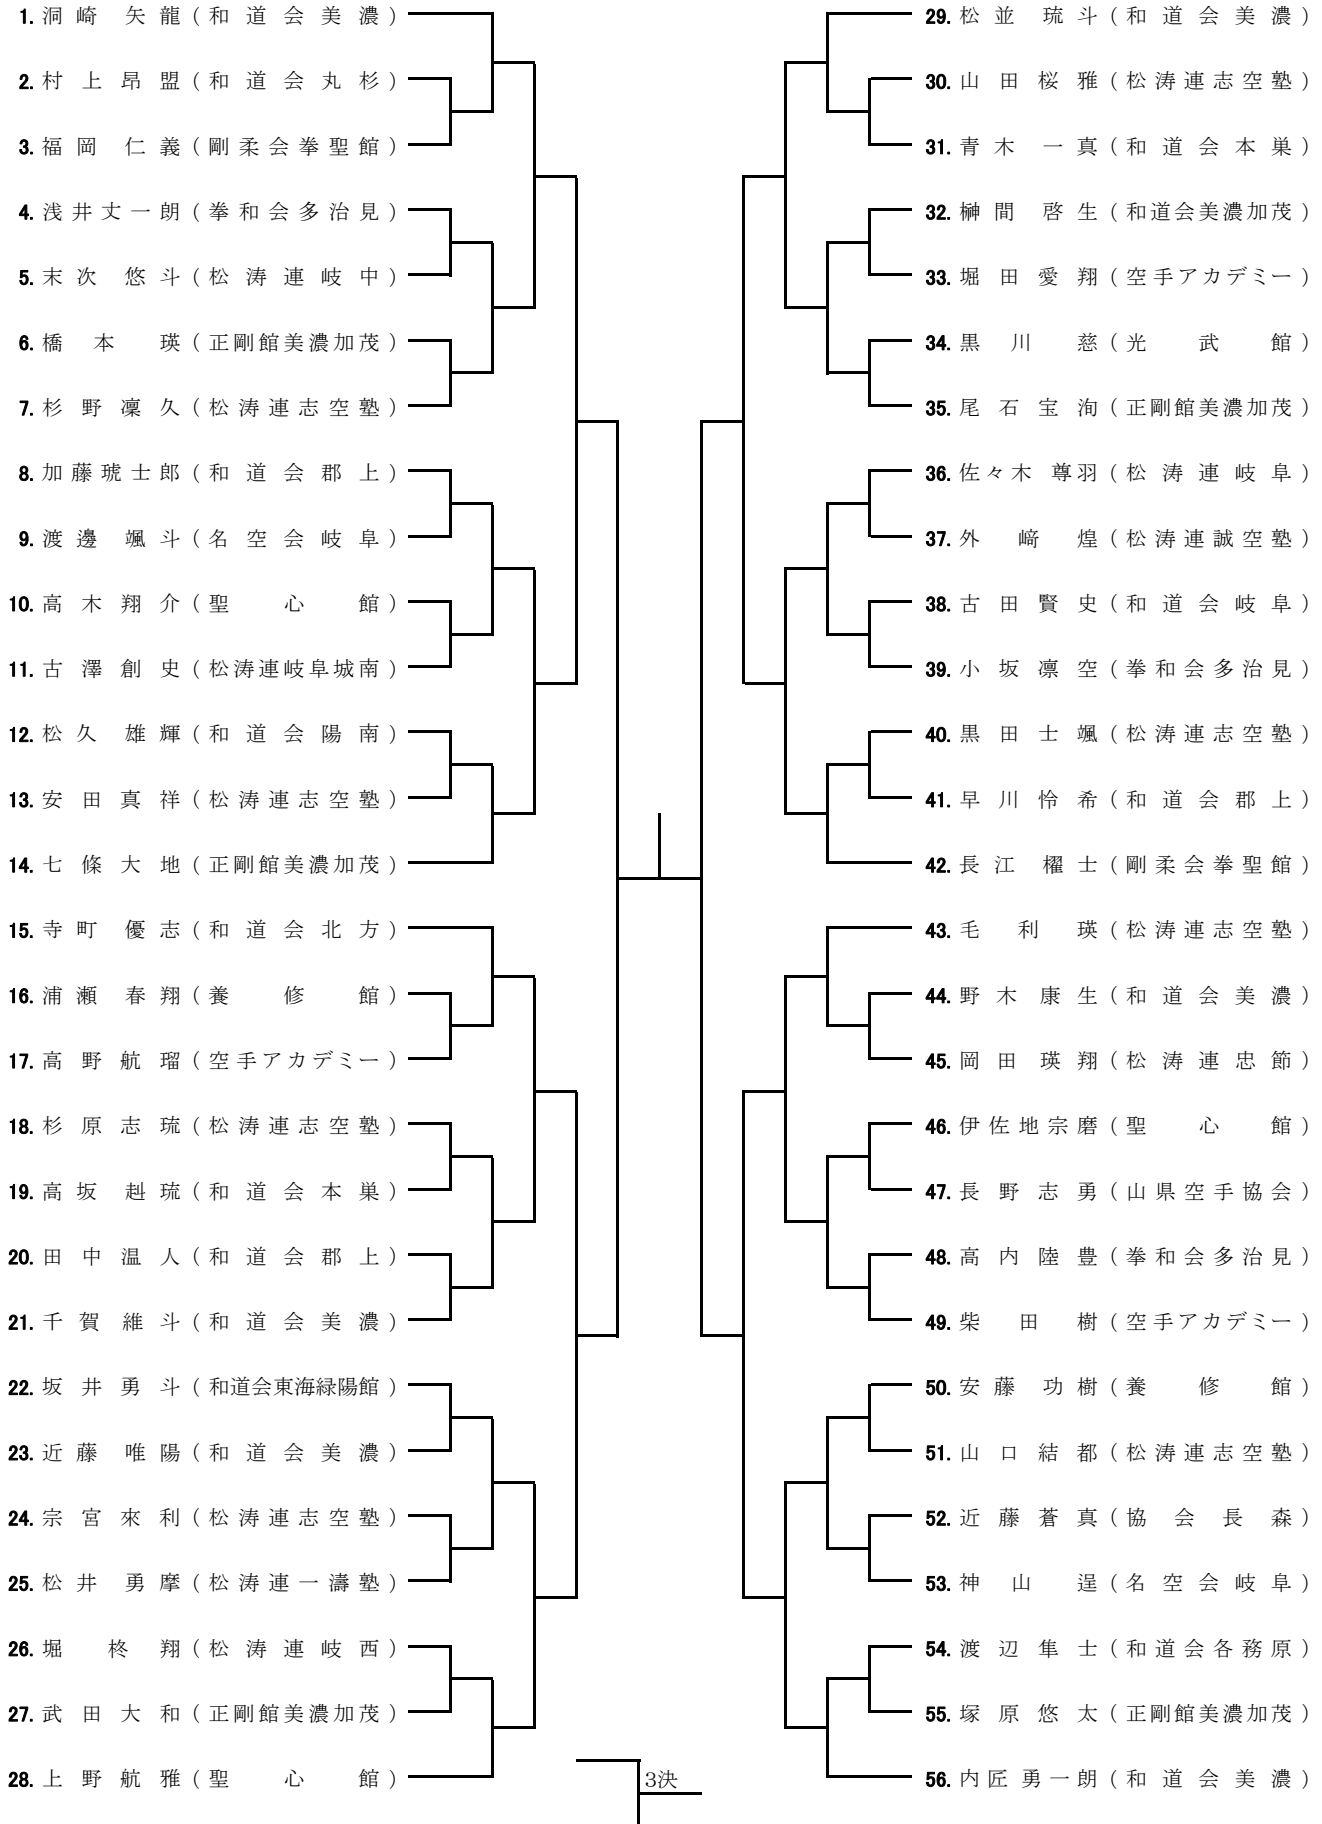 1. 洞崎 矢龍 (和道会美濃)
2. 村上昂盟 (和道会丸杉)
3. 福岡 仁義 (剛柔会拳聖館)
4. 浅井丈一朗 (拳和会多治見)
5. 末次 悠斗 (松涛連岐中)
6. 橋本 瑛 (正剛館美濃加茂)
7. 杉野凜久 (松涛連志空塾)
8. 加藤琥士郎 (和道会郡上)
9. 渡邊 颯斗 (名空会岐阜)
10. 高木翔介 (聖心館)
11. 古澤創史 (松涛連岐阜城南)
12. 松久 雄輝 (和道会陽南)
13. 安田真祥 (松涛連志空塾)
14. 七條大地 (正剛館美濃加茂)
15. 寺町 優志 (和道会北方)
16. 浦瀬 春翔 (養修館)
17. 高野航瑠 (空手アカデミー)
18. 杉原志琉 (松涛連志空塾)
19. 高坂 赳琉 (和道会本巣)
20. 田中温人 (和道会郡上)
21. 千賀維斗 (和道会美濃)
22. 坂井勇斗 (和道会東海緑陽館)
23. 近藤 唯陽 (和道会美濃)
24. 宗宮來利 (松涛連志空塾)
25. 松井 勇摩 (松涛連一濤塾)
26. 堀 柊翔 (松涛連岐西)
27. 武田大和 (正剛館美濃加茂)
28. 上野航雅 (聖心館)
29. 松並 琉斗 (和道会美濃)
30. 山田桜雅 (松涛連志空塾)
31. 青木一真 (和道会本巣)
32. 榊間 啓生 (和道会美濃加茂)
33. 堀田愛翔 (空手アカデミー)
34. 黒川 慈 (光武館)
35. 尾石宝洵 (正剛館美濃加茂)
36. 佐々木 尊羽 (松涛連岐阜)
37. 外﨑 煌 (松涛連誠空塾)
38. 古田賢史 (和道会岐阜)
39. 小坂凛空 (拳和会多治見)
40. 黒田士颯 (松涛連志空塾)
41. 早川怜希 (和道会郡上)
42. 長江 櫂士 (剛柔会拳聖館)
43. 毛利 瑛 (松涛連志空塾)
44. 野木康生 (和道会美濃)
45. 岡田瑛翔 (松涛連忠節)
46. 伊佐地宗磨 (聖心館)
47. 長野志勇 (山県空手協会)
48. 高内陸豊 (拳和会多治見)
49. 柴田 樹 (空手アカデミー)
50. 安藤功樹 (養修館)
51. 山口結都 (松涛連志空塾)
52. 近藤蒼真 (協会長森)
53. 神山 逞 (名空会岐阜)
54. 渡辺隼士 (和道会各務原)
55. 塚原悠太 (正剛館美濃加茂)
56. 内匠勇一朗 (和道会美濃)
3決